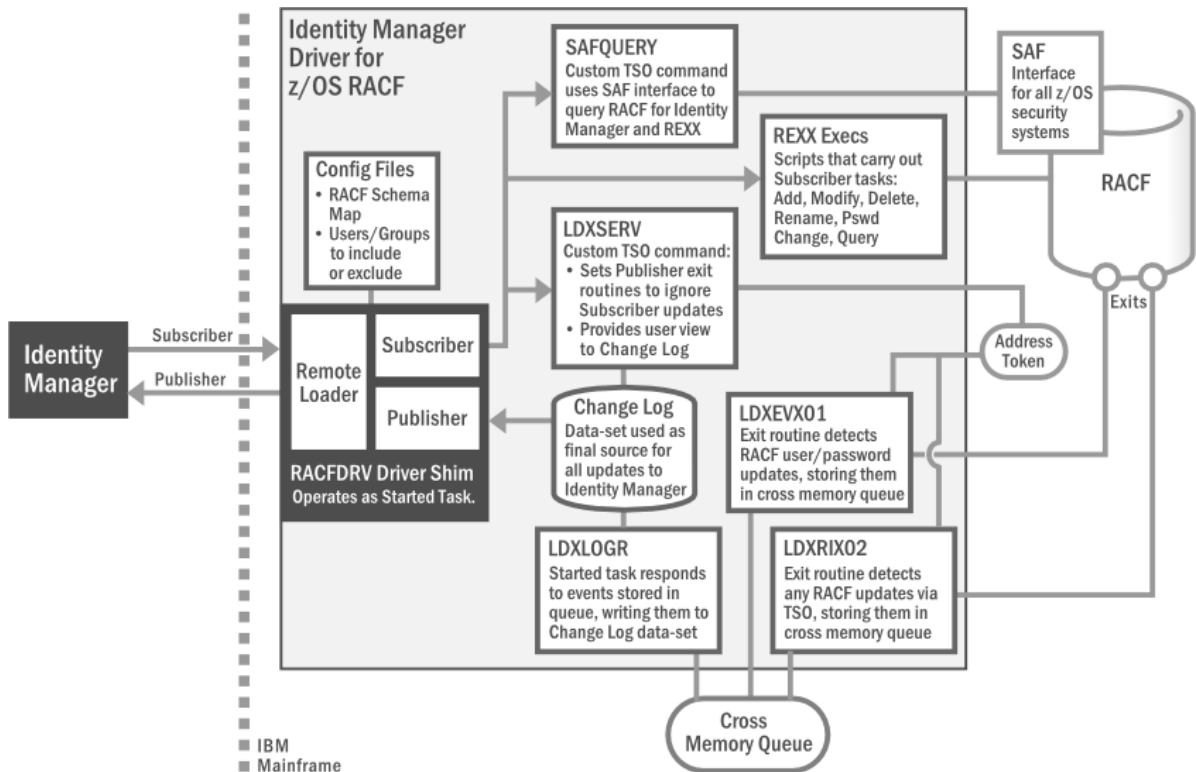 Identity Manager
Driver for
z/OS RACF
SAFQUERY
Custom TSO command
uses SAF interface to
query RACF for Identity
Manager and REXX
SAF
Interface
for all z/OS
security
systems
REXX Execs
Scripts that carry out
Subscriber tasks:
Add, Modify, Delete,
Rename, Pswd
Change, Query
RACF
Config Files
• RACF Schema
Map
• Users/Groups
to include
or exclude
LDXSERV
Custom TSO command:
• Sets Publisher exit
routines to ignore
Subscriber updates
• Provides user view
to Change Log
Exits
Address
Token
Identity
Manager
Subscriber
Publisher
Remote
Loader
Subscriber
Publisher
RACFDRV Driver Shim
Operates as Started Task.
Change Log
Data-set used as
final source for
all updates to
Identity Manager
LDXEVX01
Exit routine detects
RACF user/password
updates, storing them
in cross memory queue
LDXLOGR
Started task responds
to events stored in
queue, writing them to
Change Log data-set
LDXRIX02
Exit routine detects
any RACF updates via
TSO, storing them in
cross memory queue
Cross
Memory Queue
IBM
Mainframe